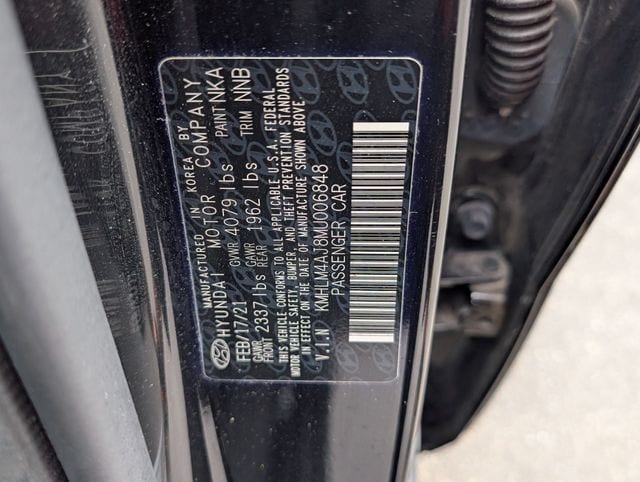 MANUFACTURED IN KOREA BY
HYUNDAI MOTOR COMPANY
FEB/17/21 GVWR 4079 lbs PAINT NKA
GAWR FRONT 2337 lbs GAWR REAR 1962 lbs TRIM NNB
THIS VEHICLE CONFORMS TO ALL APPLICABLE U.S.A. FEDERAL
MOTOR VEHICLE SAFETY, BUMPER, AND THEFT PREVENTION STANDARDS
IN EFFECT ON THE DATE OF MANUFACTURE SHOWN ABOVE
V.I.N KMHLM4AJ8MU006848
PASSENGER CAR